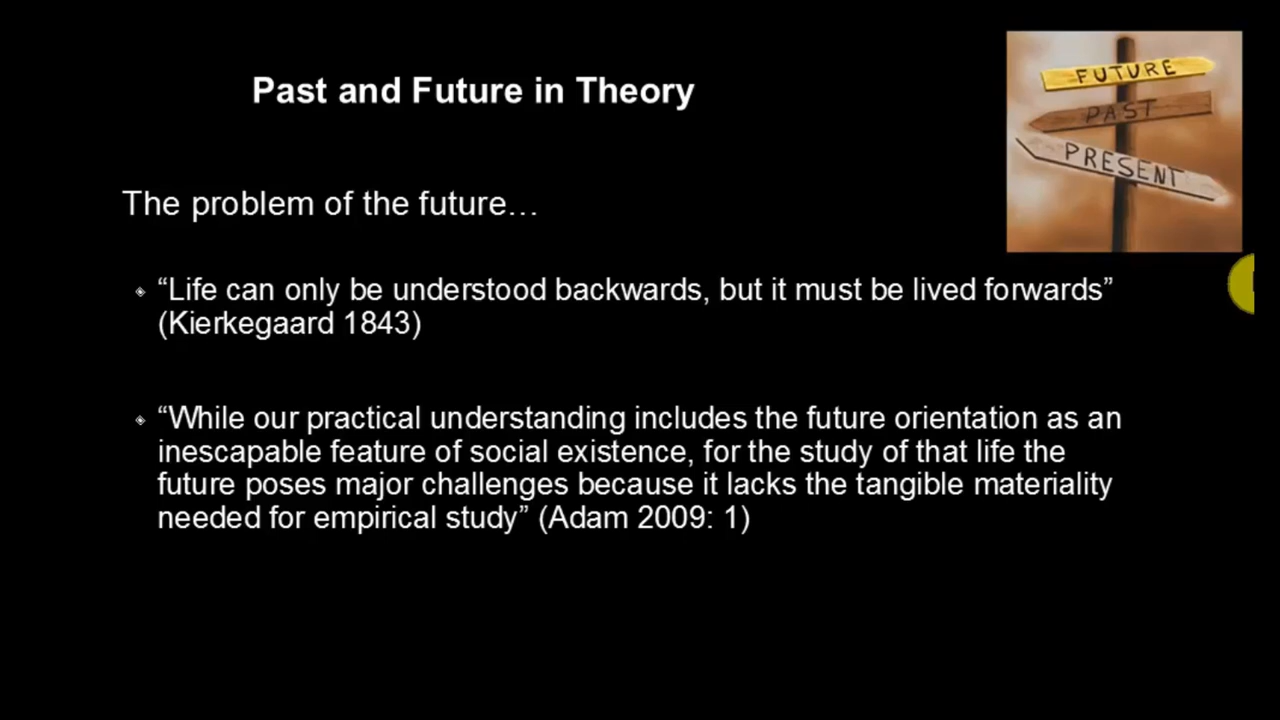 Past and Future in Theory
FUTURE
PAST
PRESENT
The problem of the future…
“Life can only be understood backwards, but it must be lived forwards”
(Kierkegaard 1843)
“While our practical understanding includes the future orientation as an
inescapable feature of social existence, for the study of that life the
future poses major challenges because it lacks the tangible materiality
needed for empirical study” (Adam 2009: 1)